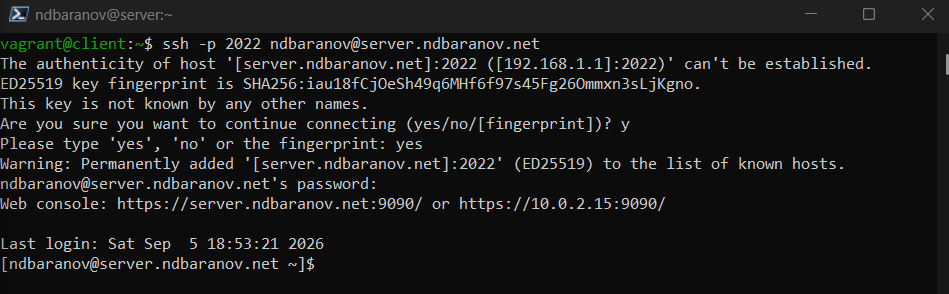 ndbaranov@server:~
vagrant@client:~$ ssh -p 2022 ndbaranov@server.ndbaranov.net
The authenticity of host '[server.ndbaranov.net]:2022 ([192.168.1.1]:2022)' can't be established.
ED25519 key fingerprint is SHA256:iau18fCjOeSh49q6MHf6f97s45Fg26Ommxn3sLjKgno.
This key is not known by any other names.
Are you sure you want to continue connecting (yes/no/[fingerprint])? y
Please type 'yes', 'no' or the fingerprint: yes
Warning: Permanently added '[server.ndbaranov.net]:2022' (ED25519) to the list of known hosts.
ndbaranov@server.ndbaranov.net's password:
Web console: https://server.ndbaranov.net:9090/ or https://10.0.2.15:9090/
Last login: Sat Sep  5 18:53:21 2026
[ndbaranov@server.ndbaranov.net ~]$